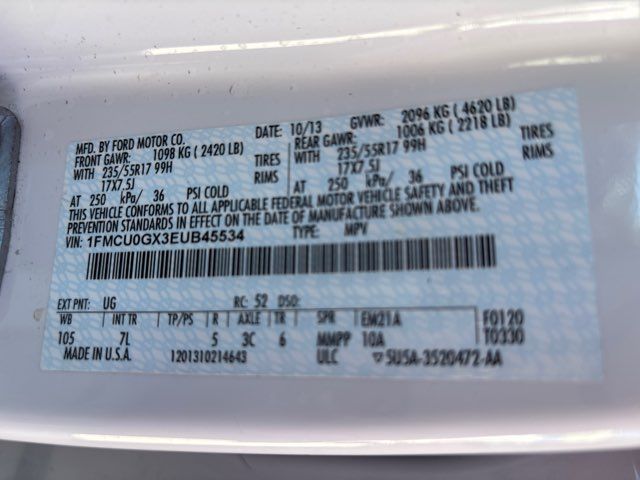 MFD. BY FORD MOTOR CO. DATE: 10/13 GVWR: 2096 KG ( 4620 LB)
FRONT GAWR: 1098 KG ( 2420 LB) REAR GAWR: 1006 KG ( 2218 LB)
WITH 235/55R17 99H TIRES WITH 235/55R17 99H TIRES
17X7.5J RIMS 17X7.5J RIMS
AT 250 kPa/ 36 PSI COLD AT 250 kPa/ 36 PSI COLD
THIS VEHICLE CONFORMS TO ALL APPLICABLE FEDERAL MOTOR VEHICLE SAFETY AND THEFT
PREVENTION STANDARDS IN EFFECT ON THE DATE OF MANUFACTURE SHOWN ABOVE.
VIN: 1FMCU0GX3EUB45534 TYPE: MPV
EXT PNT: UG RC: 52 DSO:
WB INT TR TP/PS R AXLE TR SPR EM21A F0120
105 7L 5 3C 6 MMPP 10A T0330
MADE IN U.S.A. 1201310214643 ULC 5U5A-3520472-AA